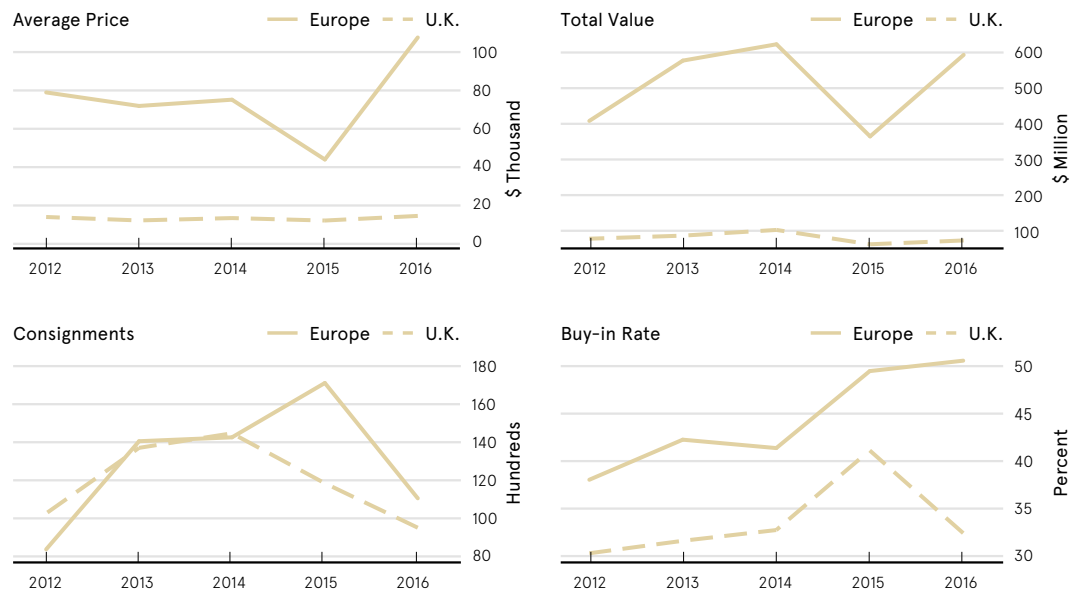 Average Price
Europe
U.K.
100
80
60
40
20
0
$ Thousand
2012 2013 2014 2015 2016
Total Value
Europe
U.K.
600
500
400
300
200
100
$ Million
2012 2013 2014 2015 2016
Consignments
Europe
U.K.
180
160
140
120
100
80
Hundreds
2012 2013 2014 2015 2016
Buy-in Rate
Europe
U.K.
50
45
40
35
30
Percent
2012 2013 2014 2015 2016